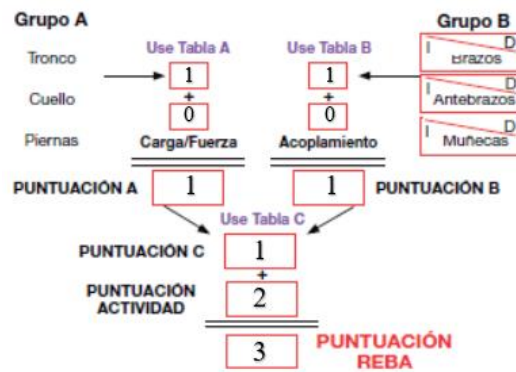 Grupo A
Grupo B
Use Tabla A
Use Tabla B
Tronco
Cuello
Piernas
1
+
0
Carga/Fuerza
1
+
0
Acoplamiento
I D
Brazos
I D
Antebrazos
I D
Muñecas
PUNTUACIÓN A
1
1
PUNTUACIÓN B
Use Tabla C
PUNTUACIÓN C
1
+
PUNTUACIÓN
ACTIVIDAD
2
3
PUNTUACIÓN
REBA